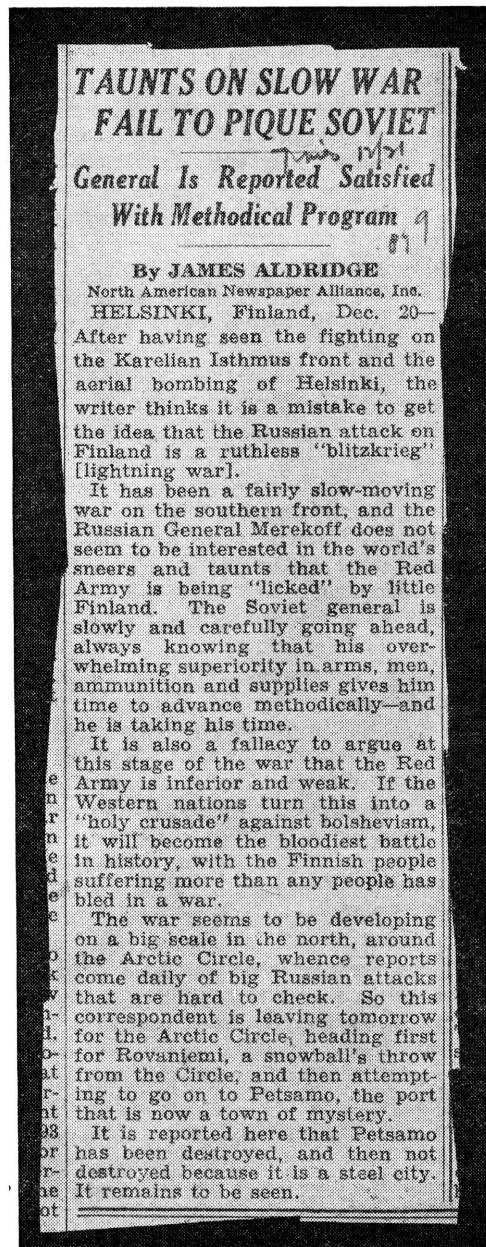 TAUNTS ON SLOW WAR
FAIL TO PIQUE SOVIET
Times 12/21
General Is Reported Satisfied
With Methodical Program
By JAMES ALDRIDGE
North American Newspaper Alliance, Inc.
HELSINKI, Finland, Dec. 20—
After having seen the fighting on
the Karelian Isthmus front and the
aerial bombing of Helsinki, the
writer thinks it is a mistake to get
the idea that the Russian attack on
Finland is a ruthless "blitzkrieg"
[lightning war].
It has been a fairly slow-moving
war on the southern front, and the
Russian General Merekoff does not
seem to be interested in the world's
sneers and taunts that the Red
Army is being "licked" by little
Finland. The Soviet general is
slowly and carefully going ahead,
always knowing that his over-
whelming superiority in arms, men,
ammunition and supplies gives him
time to advance methodically—and
he is taking his time.
It is also a fallacy to argue at
this stage of the war that the Red
Army is inferior and weak. If the
Western nations turn this into a
"holy crusade" against bolshevism,
it will become the bloodiest battle
in history, with the Finnish people
suffering more than any people has
bled in a war.
The war seems to be developing
on a big scale in the north, around
the Arctic Circle, whence reports
come daily of big Russian attacks
that are hard to check. So this
correspondent is leaving tomorrow
for the Arctic Circle, heading first
for Rovaniemi, a snowball's throw
from the Circle, and then attempt-
ing to go on to Petsamo, the port
that is now a town of mystery.
It is reported here that Petsamo
has been destroyed, and then not
destroyed because it is a steel city.
It remains to be seen.